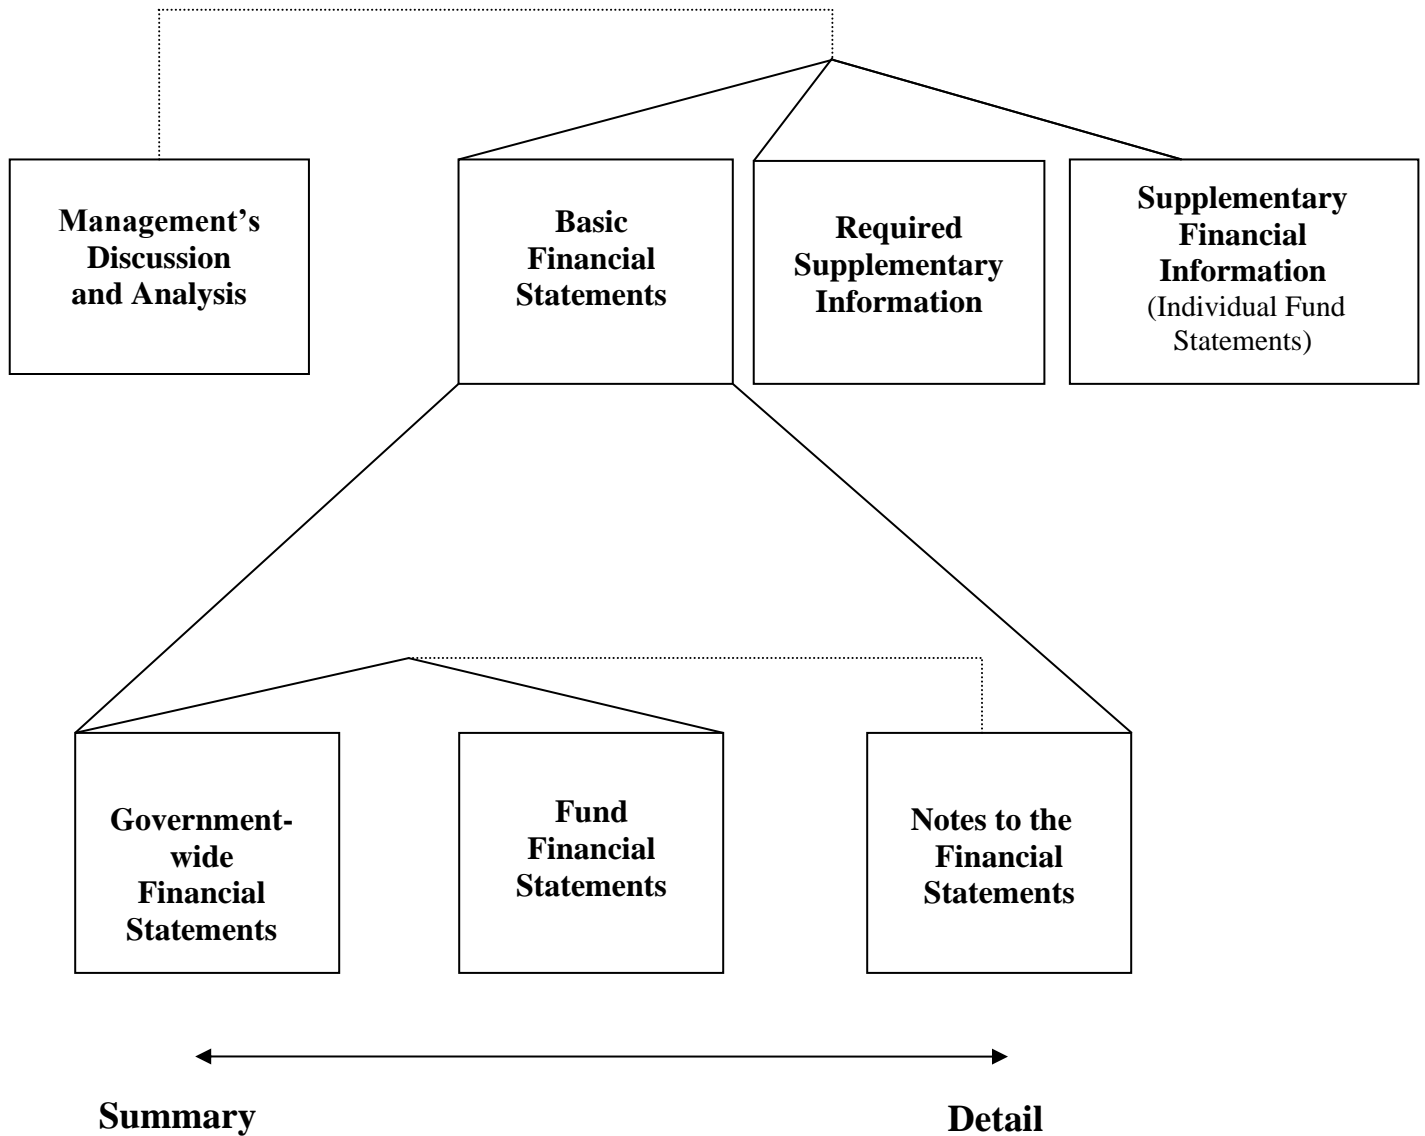 Management’s
Discussion
and Analysis
Basic
Financial
Statements
Required
Supplementary
Information
Supplementary
Financial
Information
(Individual Fund
Statements)
Government-
wide
Financial
Statements
Fund
Financial
Statements
Notes to the
Financial
Statements
Summary
Detail